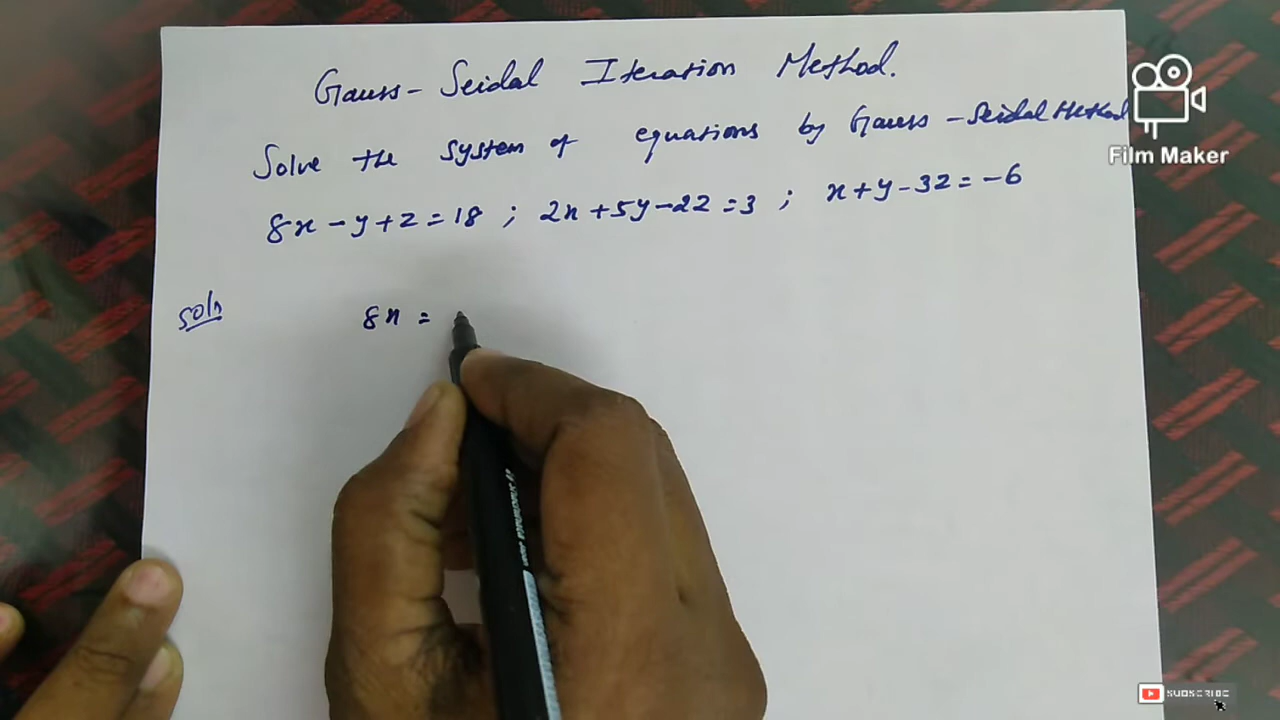 Gauss - Seidal Iteration Method.
Solve the system of equations by Gauss - Seidal Method
8x - y + z = 18 ; 2x + 5y - 2z = 3 ; x + y - 3z = -6
Soln
8x =
Film Maker
SUBSCRIBE